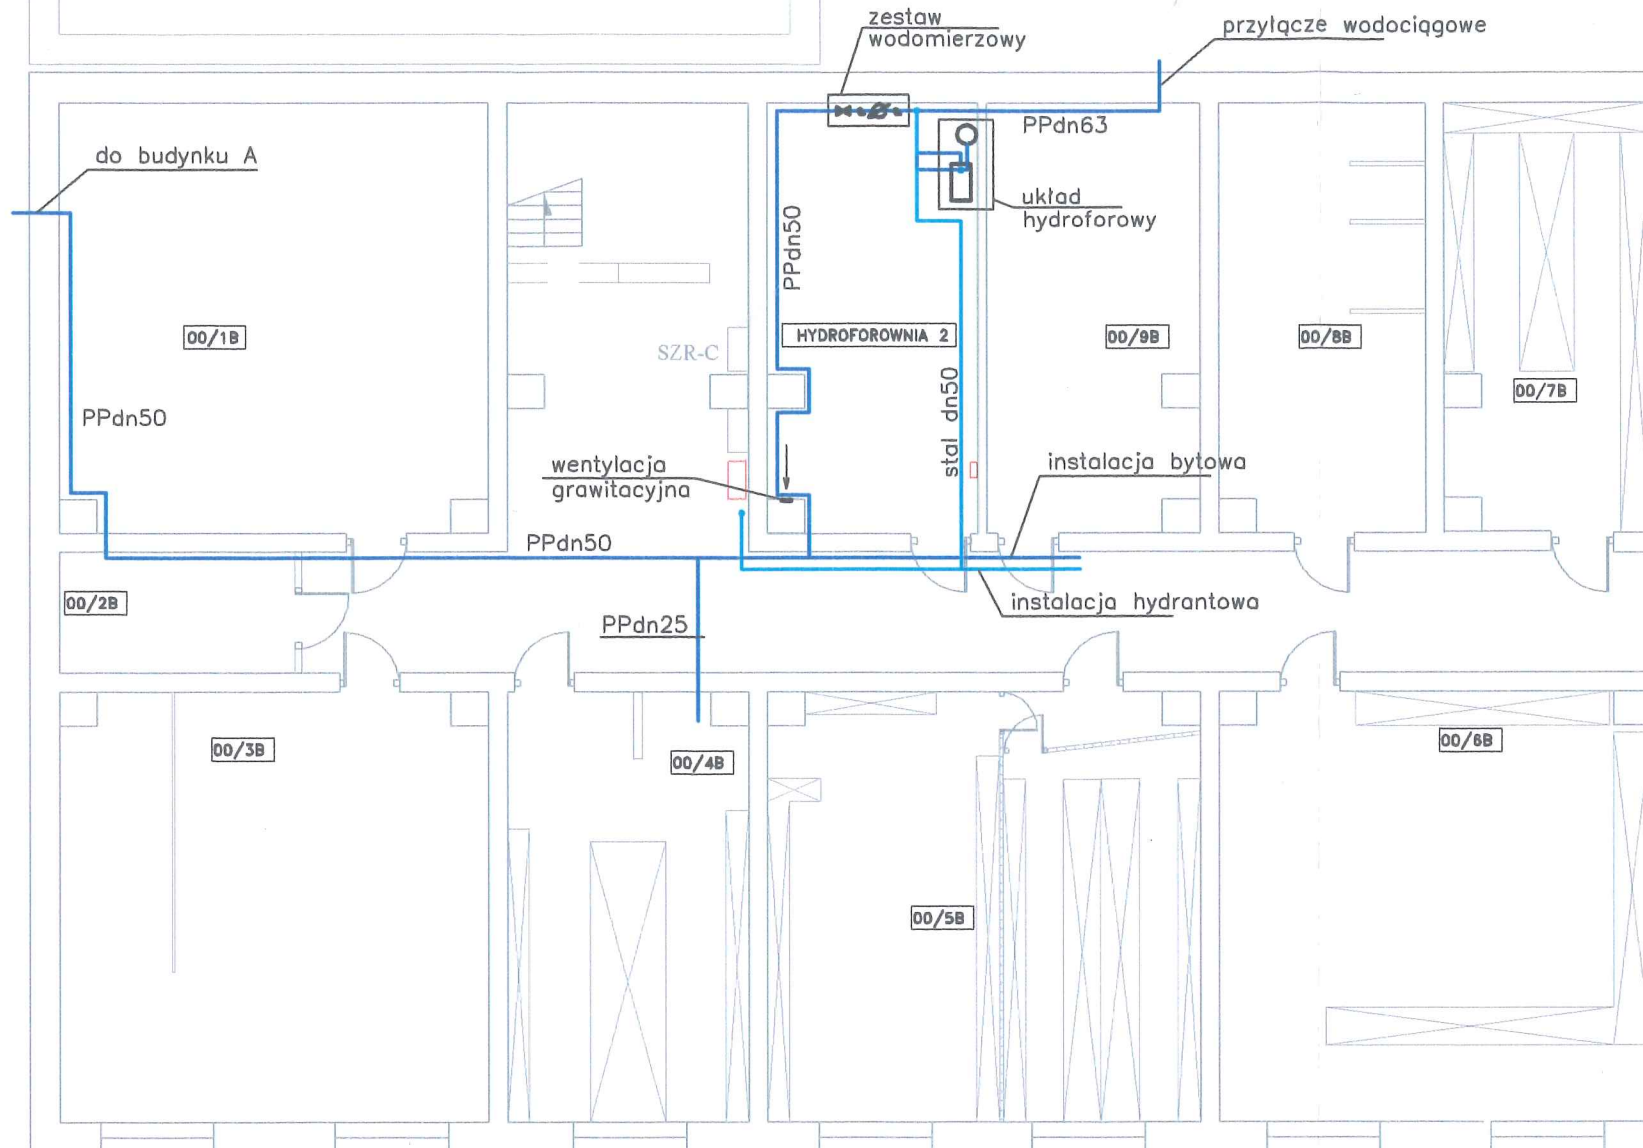 zestaw
wodomierzowy
przyłącze wodociągowe
PPdn63
do budynku A
układ
hydroforowy
PPdn50
HYDROFOROWNIA 2
00/1B
SZR-C
00/9B
00/8B
00/7B
PPdn50
stal dn50
wentylacja
grawitacyjna
instalacja bytowa
PPdn50
00/2B
instalacja hydrantowa
PPdn25
00/3B
00/4B
00/6B
00/5B